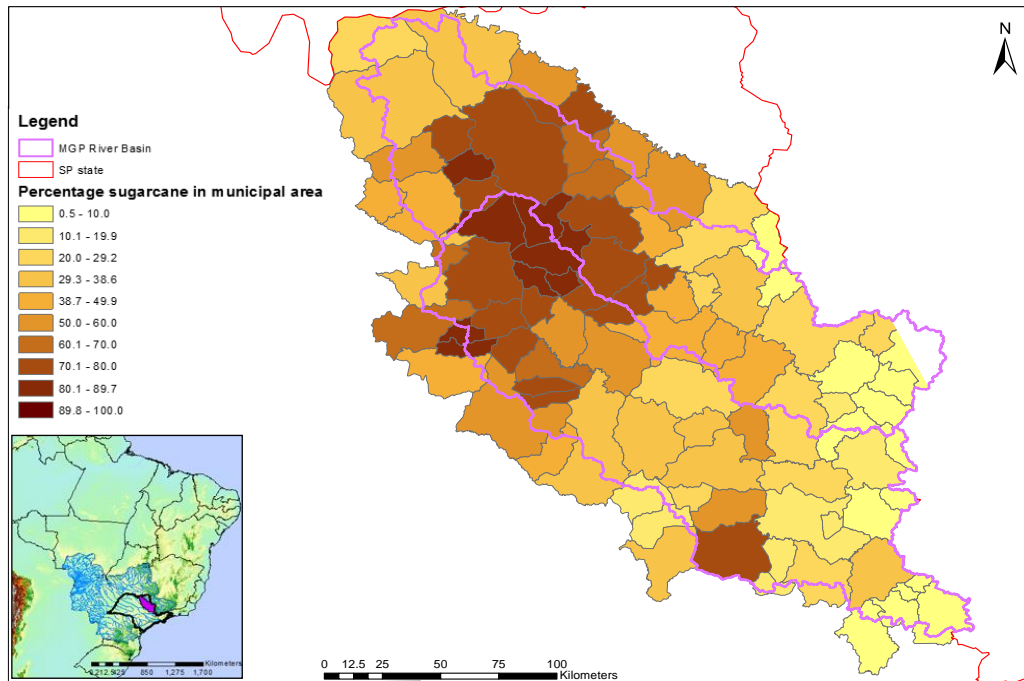 N
Legend
MGP River Basin
SP state
Percentage sugarcane in municipal area
0.5 - 10.0
10.1 - 19.9
20.0 - 29.2
29.3 - 38.6
38.7 - 49.9
50.0 - 60.0
60.1 - 70.0
70.1 - 80.0
80.1 - 89.7
89.8 - 100.0
Kilometers
850 1,275 1,700
0 12.5 25 50 75 100
Kilometers